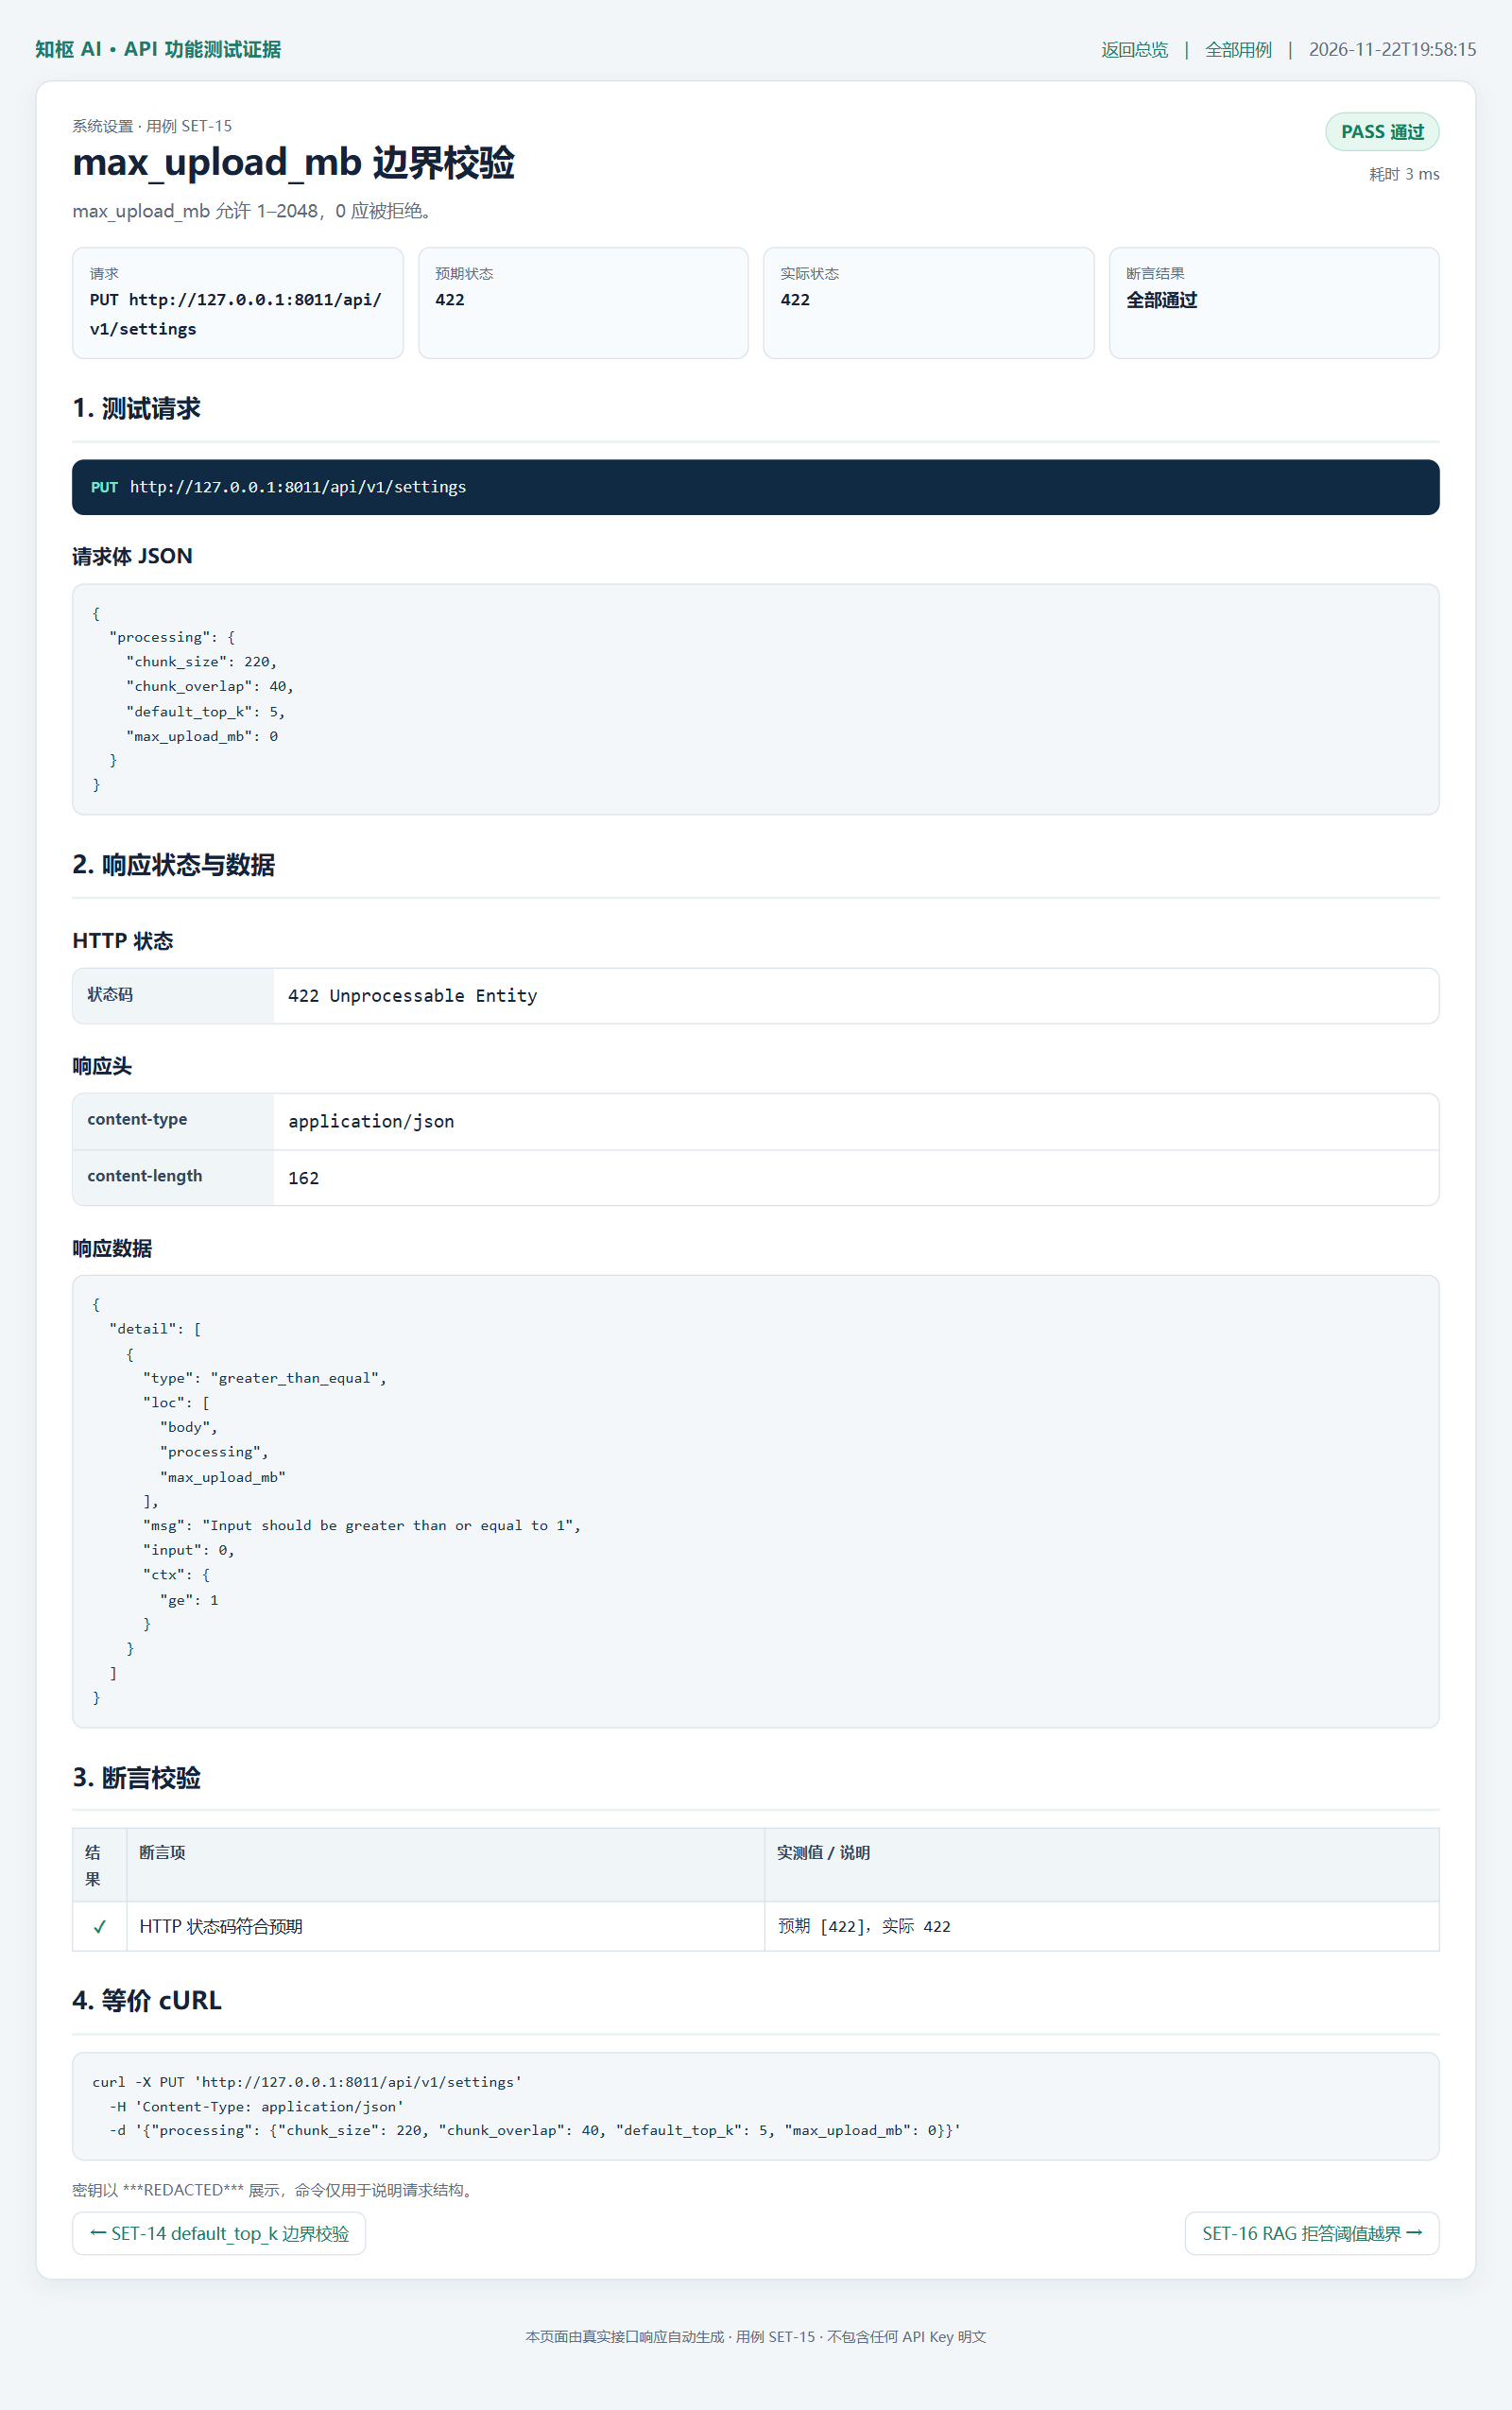 知枢 AI · API 功能测试证据
返回总览 | 全部用例 | 2026-11-22T19:58:15
系统设置 · 用例 SET-15
max_upload_mb 边界校验
max_upload_mb 允许 1–2048，0 应被拒绝。
PASS 通过
耗时 3 ms
请求
PUT http://127.0.0.1:8011/api/
v1/settings
预期状态
422
实际状态
422
断言结果
全部通过
1. 测试请求
PUT http://127.0.0.1:8011/api/v1/settings
请求体 JSON
{
  "processing": {
    "chunk_size": 220,
    "chunk_overlap": 40,
    "default_top_k": 5,
    "max_upload_mb": 0
  }
}
2. 响应状态与数据
HTTP 状态
状态码 422 Unprocessable Entity
响应头
content-type application/json
content-length 162
响应数据
{
  "detail": [
    {
      "type": "greater_than_equal",
      "loc": [
        "body",
        "processing",
        "max_upload_mb"
      ],
      "msg": "Input should be greater than or equal to 1",
      "input": 0,
      "ctx": {
        "ge": 1
      }
    }
  ]
}
3. 断言校验
结果 断言项 实测值 / 说明
✓ HTTP 状态码符合预期 预期 [422]，实际 422
4. 等价 cURL
curl -X PUT 'http://127.0.0.1:8011/api/v1/settings'
  -H 'Content-Type: application/json'
  -d '{"processing": {"chunk_size": 220, "chunk_overlap": 40, "default_top_k": 5, "max_upload_mb": 0}}'
密钥以 ***REDACTED*** 展示，命令仅用于说明请求结构。
← SET-14 default_top_k 边界校验
SET-16 RAG 拒答阈值越界 →
本页面由真实接口响应自动生成 · 用例 SET-15 · 不包含任何 API Key 明文